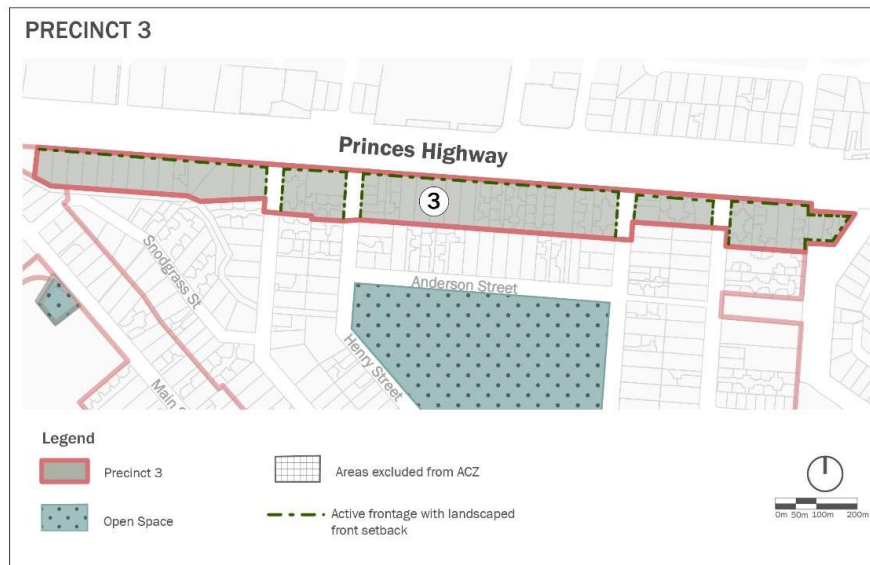 PRECINCT 3
Princes Highway
3
Snodgrass St
Anderson Street
Henry Street
Main
Legend
Precinct 3
Areas excluded from ACZ
Open Space
Active frontage with landscaped
front setback
0m 50m 100m 200m